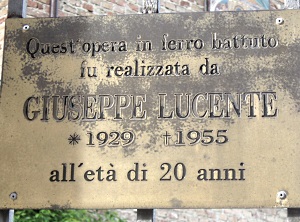 Quest'opera in ferro battuto
fu realizzata da
GIUSEPPE LUCENTE
* 1929 †1955
all'età di 20 anni